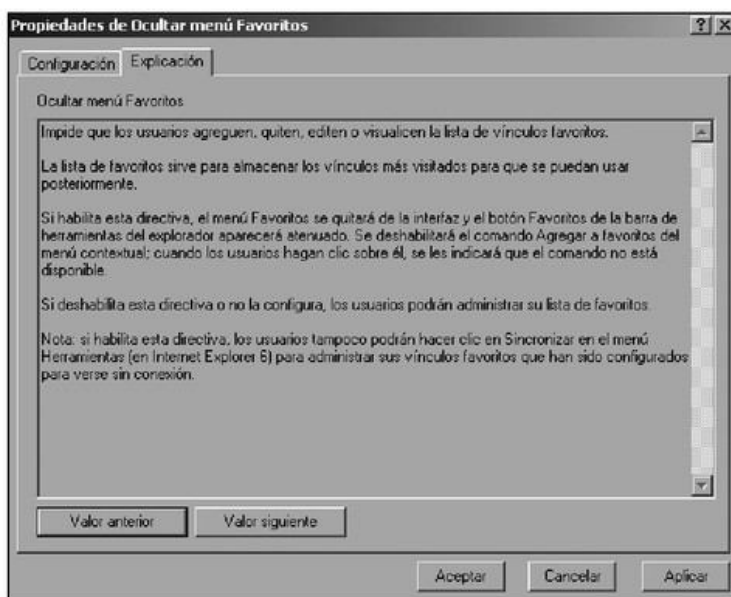 Propiedades de Ocultar menú Favoritos
Configuración Explicación
Ocultar menú Favoritos
Impide que los usuarios agreguen, quiten, editen o visualicen la lista de vínculos favoritos.
La lista de favoritos sirve para almacenar los vínculos más visitados para que se puedan usar
posteriormente.
Si habilita esta directiva, el menú Favoritos se quitará de la interfaz y el botón Favoritos de la barra de
herramientas del explorador aparecerá atenuado. Se deshabilitará el comando Agregar a favoritos del
menú contextual; cuando los usuarios hagan clic sobre él, se les indicará que el comando no está
disponible.
Si deshabilita esta directiva o no la configura, los usuarios podrán administrar su lista de favoritos.
Nota: si habilita esta directiva, los usuarios tampoco podrán hacer clic en Sincronizar en el menú
Herramientas (en Internet Explorer 6) para administrar sus vínculos favoritos que han sido configurados
para verse sin conexión.
Valor anterior Valor siguiente
Aceptar Cancelar Aplicar